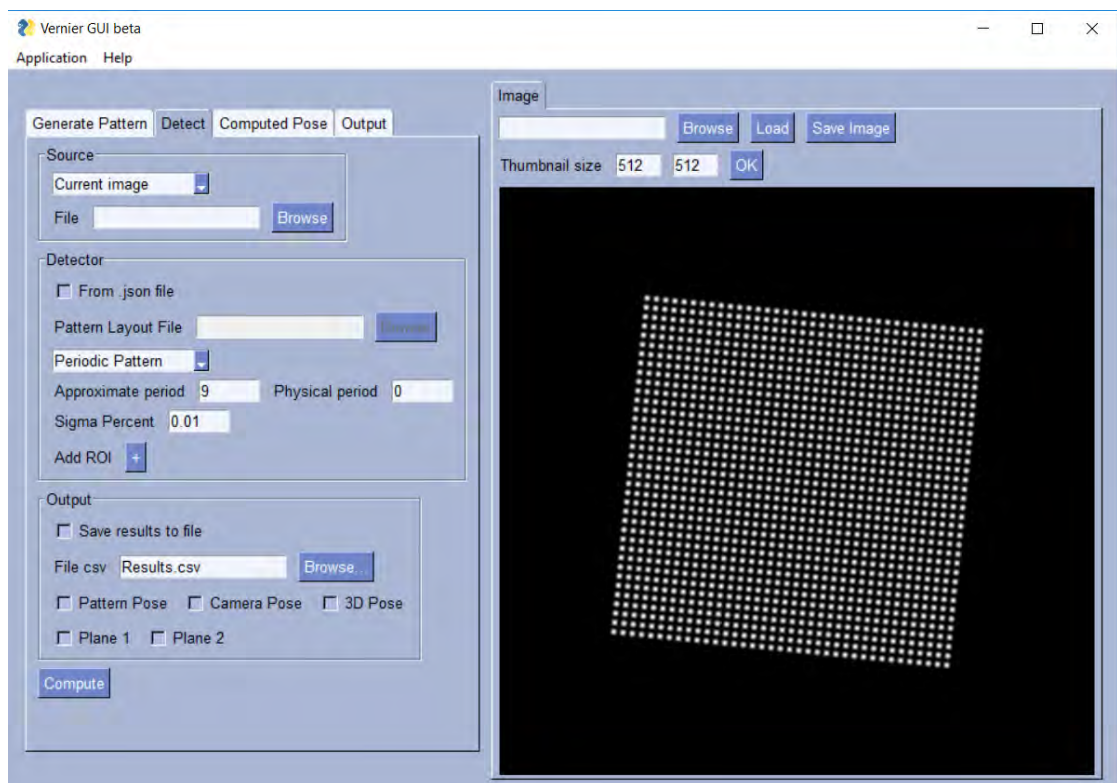 Vernier GUI beta
Application Help
Generate Pattern Detect Computed Pose Output
Source
Current image
File Browse
Detector
From .json file
Pattern Layout File Browse
Periodic Pattern
Approximate period 9 Physical period 0
Sigma Percent 0.01
Add ROI +
Output
Save results to file
File csv Results.csv Browse...
Pattern Pose Camera Pose 3D Pose
Plane 1 Plane 2
Compute
Image
Browse Load Save Image
Thumbnail size 512 512 OK